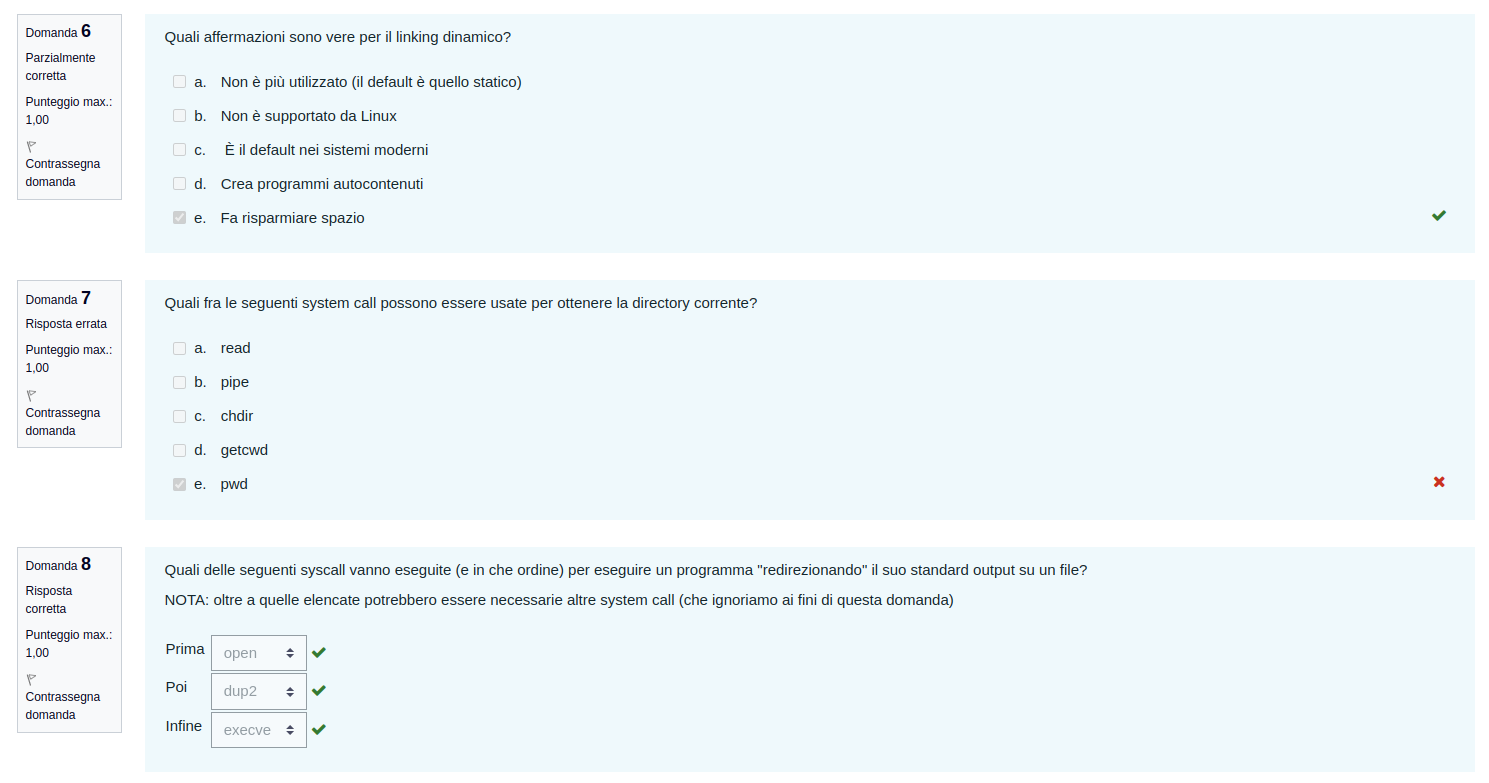 Domanda 6
Parzialmente
corretta
Punteggio max.:
1,00
Contrassegna
domanda
Quali affermazioni sono vere per il linking dinamico?
a. Non è più utilizzato (il default è quello statico)
b. Non è supportato da Linux
c. È il default nei sistemi moderni
d. Crea programmi autocontenuti
e. Fa risparmiare spazio
Domanda 7
Risposta errata
Punteggio max.:
1,00
Contrassegna
domanda
Quali fra le seguenti system call possono essere usate per ottenere la directory corrente?
a. read
b. pipe
c. chdir
d. getcwd
e. pwd
Domanda 8
Risposta
corretta
Punteggio max.:
1,00
Contrassegna
domanda
Quali delle seguenti syscall vanno eseguite (e in che ordine) per eseguire un programma "redirezionando" il suo standard output su un file?
NOTA: oltre a quelle elencate potrebbero essere necessarie altre system call (che ignoriamo ai fini di questa domanda)
Prima open
Poi dup2
Infine execve